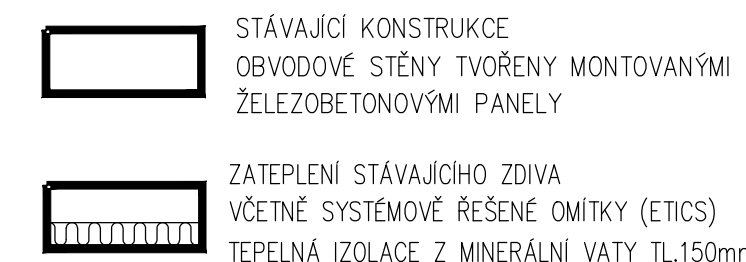 STÁVAJÍCÍ KONSTRUKCE
OBVODOVÉ STĚNY TVOŘENY MONTOVANÝMI
ŽELEZOBETONOVÝMI PANELY
ZATEPLENÍ STÁVAJÍCÍHO ZDIVA
VČETNĚ SYSTÉMOVĚ ŘEŠENÉ OMÍTKY (ETICS)
TEPELNÁ IZOLACE Z MINERÁLNÍ VATY TL.150mm